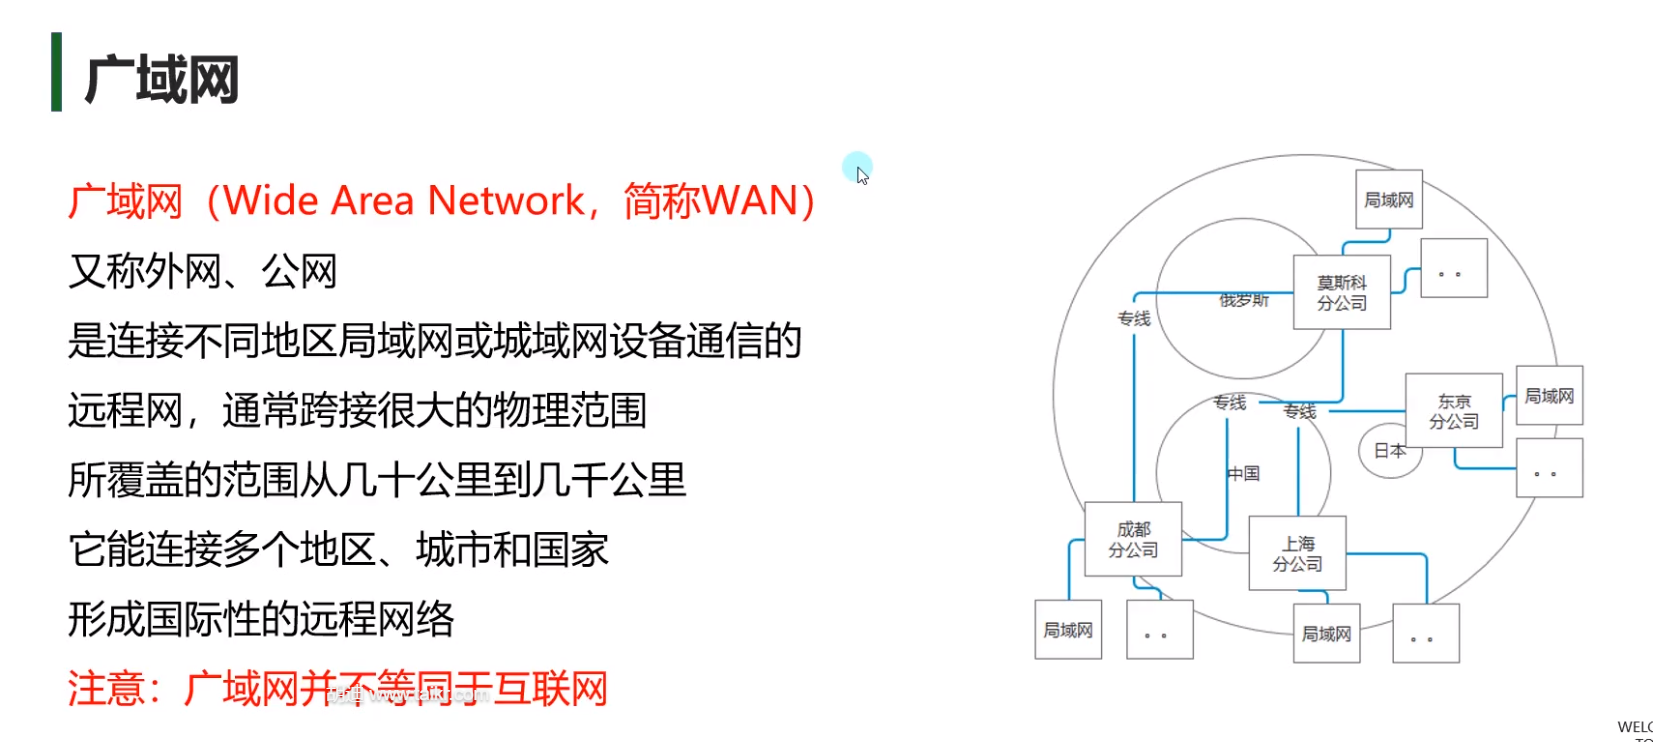 广域网
广域网（Wide Area Network，简称WAN）
又称外网、公网
是连接不同地区局域网或城域网设备通信的
远程网，通常跨接很大的物理范围
所覆盖的范围从几十公里到几千公里
它能连接多个地区、城市和国家
形成国际性的远程网络
注意：广域网并不等同于互联网
局域网
。。
莫斯科
分公司
俄罗斯
专线
专线
专线
东京
分公司
局域网
日本
。。
中国
成都
分公司
上海
分公司
局域网
。。
局域网
。。
WELC